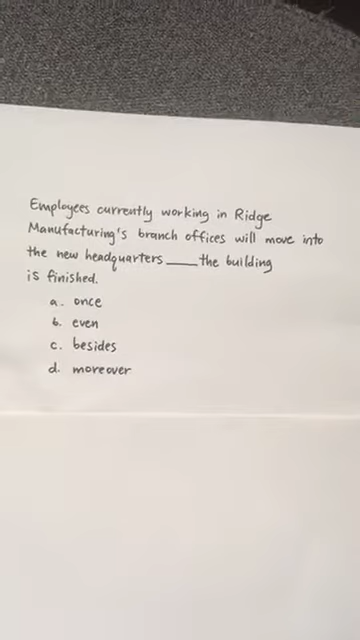 Employees currently working in Ridge
Manufacturing's branch offices will move into
the new headquarters ____ the building
is finished.
a. once
b. even
c. besides
d. moreover